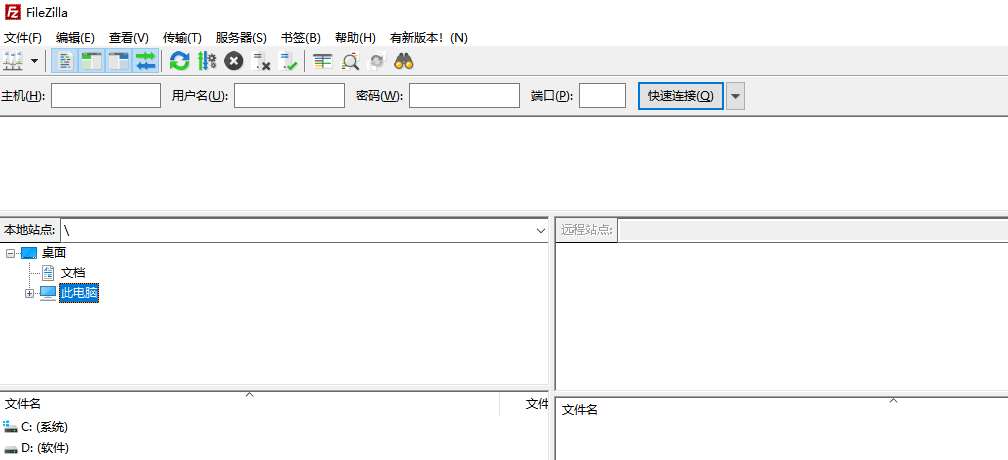 FileZilla
文件(F) 编辑(E) 查看(V) 传输(T) 服务器(S) 书签(B) 帮助(H) 有新版本！(N)
主机(H): 用户名(U): 密码(W): 端口(P): 快速连接(Q)
本地站点: \ 远程站点:
桌面
文档
此电脑
文件名 文件 文件名
C: (系统)
D: (软件)